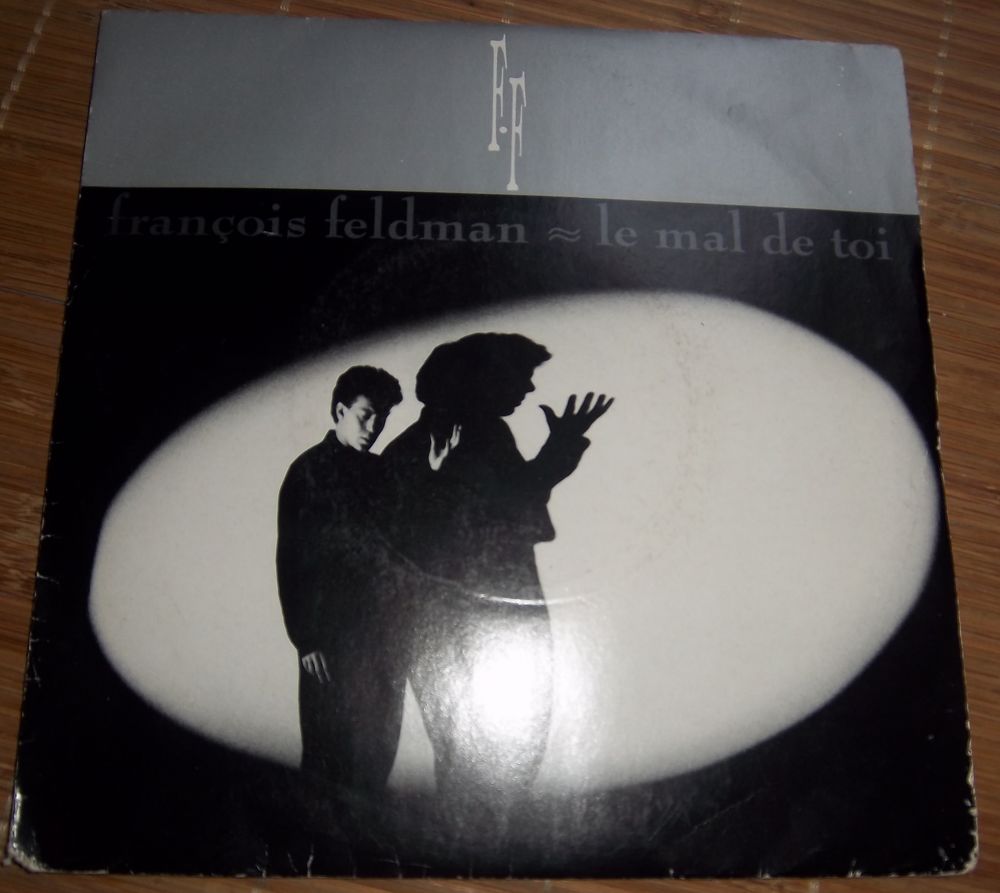 F.F
françois feldman ≈ le mal de toi